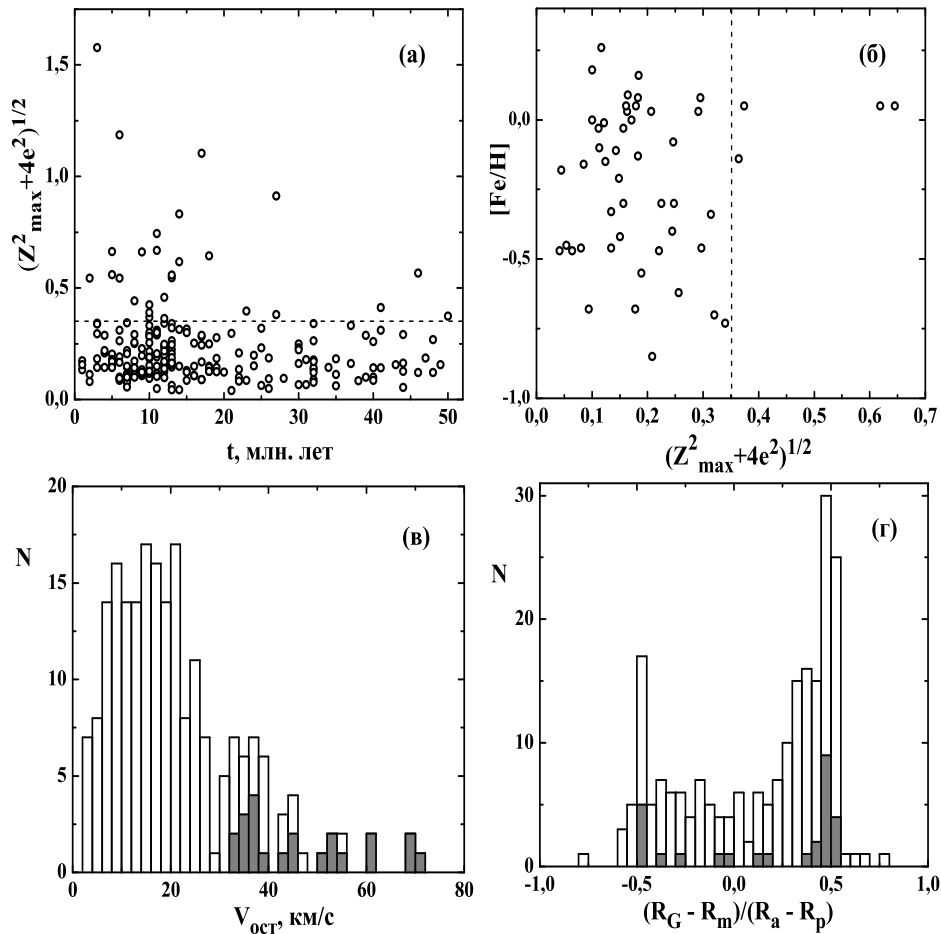 (а)
(Z²max+4e²)¹/²
1,5
1,0
0,5
0,0
0 10 20 30 40 50
t, млн. лет
(б)
[Fe/H]
0,0
-0,5
-1,0
0,0 0,1 0,2 0,3 0,4 0,5 0,6 0,7
(Z²max+4e²)¹/²
(в)
N
20
15
10
5
0
0 20 40 60 80
Vост, км/с
(г)
N
30
20
10
0
-1,0 -0,5 0,0 0,5 1,0
(RG - Rm)/(Ra - Rp)